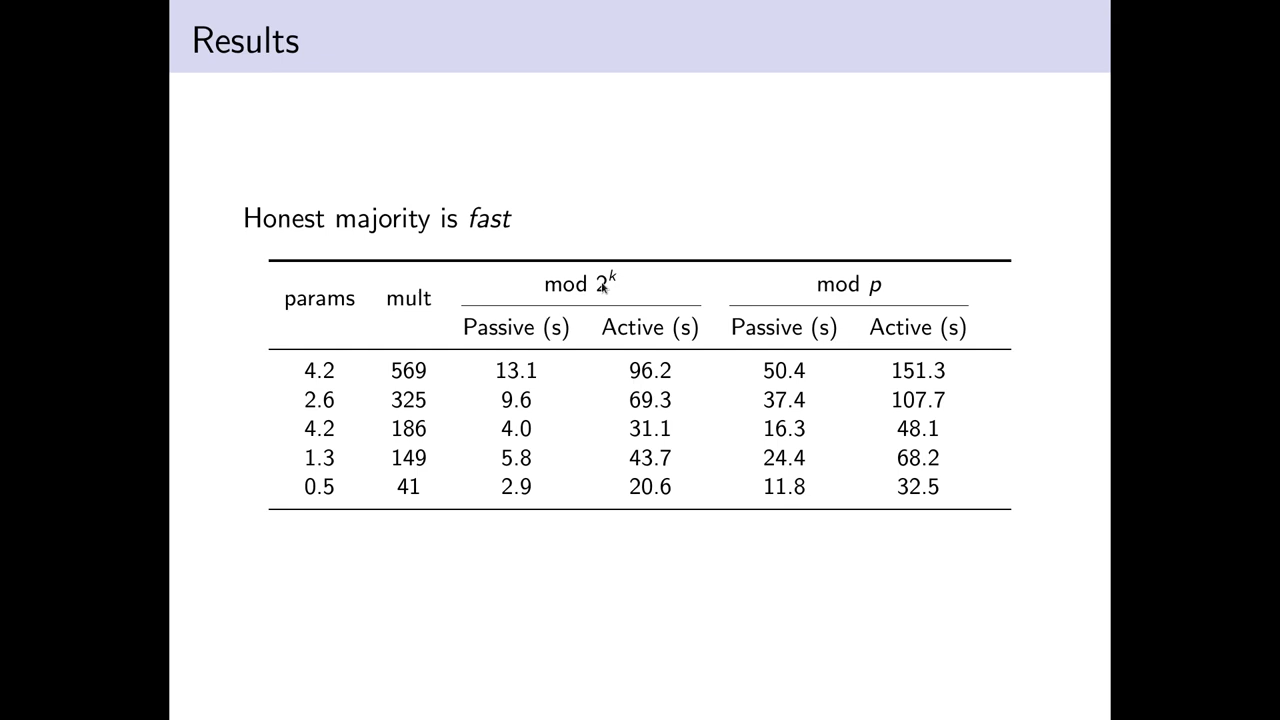 Results
Honest majority is fast
params mult mod 2^k mod p
Passive (s) Active (s) Passive (s) Active (s)
4.2 569 13.1 96.2 50.4 151.3
2.6 325 9.6 69.3 37.4 107.7
4.2 186 4.0 31.1 16.3 48.1
1.3 149 5.8 43.7 24.4 68.2
0.5 41 2.9 20.6 11.8 32.5